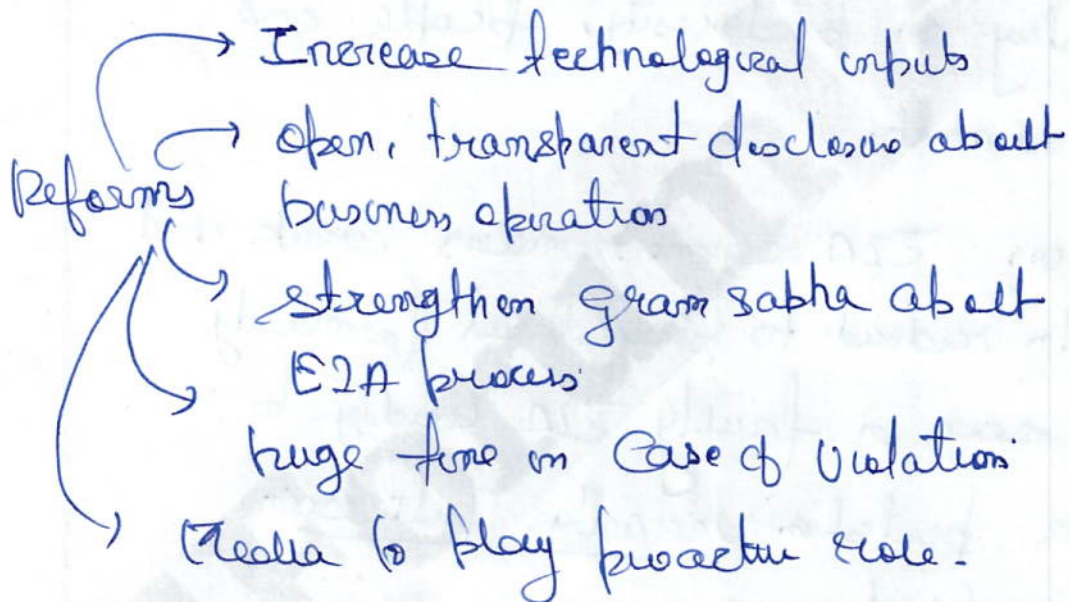 Increase technological inputs
open, transparent disclosure about
Reforms business operation
strengthen gram sabha about
EIA process
huge fine in case of violation
Media to play proactive role.